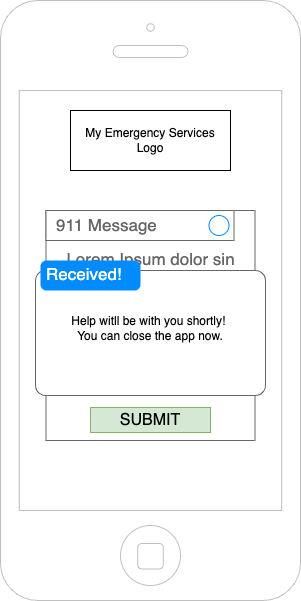 My Emergency Services
Logo
911 Message
Lorem Ipsum dolor sin
Received!
Help witll be with you shortly!
You can close the app now.
SUBMIT